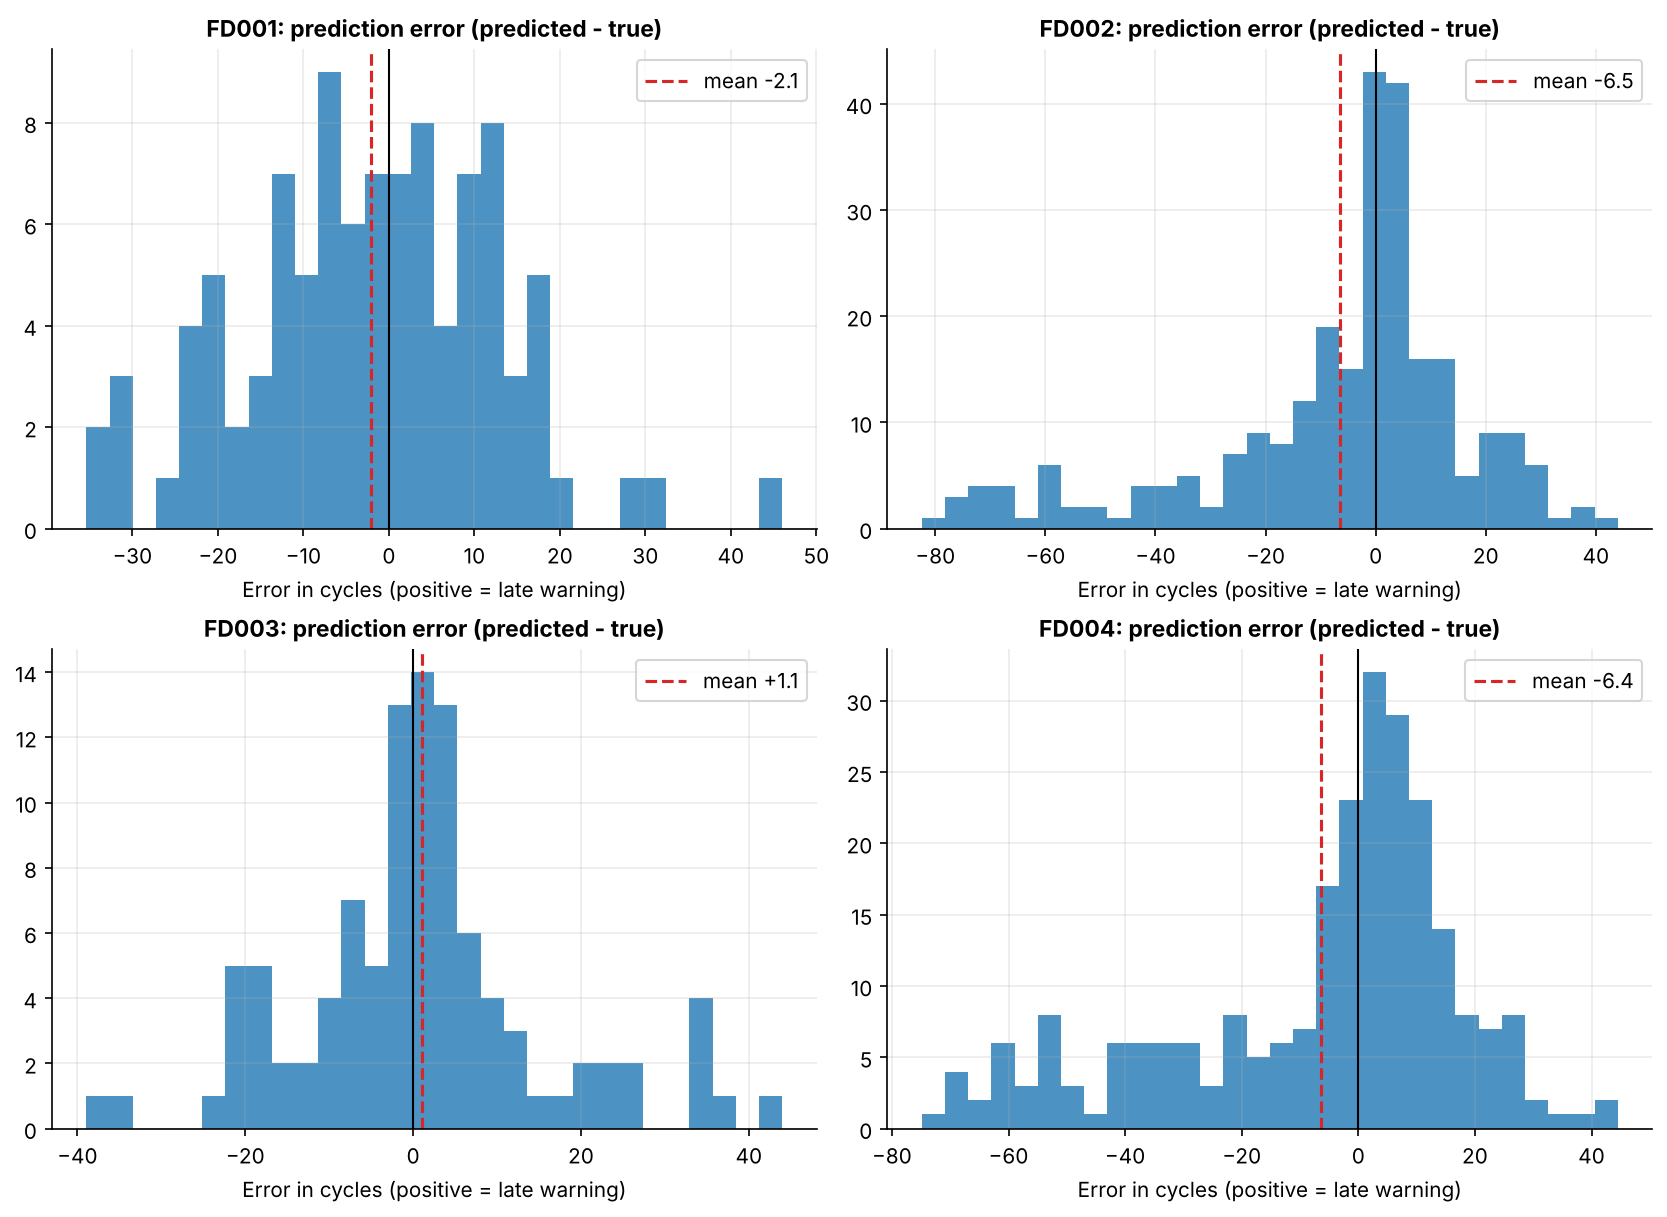 FD001: prediction error (predicted - true)
mean -2.1
8
6
4
2
0
−30 −20 −10 0 10 20 30 40 50
Error in cycles (positive = late warning)
FD002: prediction error (predicted - true)
mean -6.5
40
30
20
10
0
−80 −60 −40 −20 0 20 40
Error in cycles (positive = late warning)
FD003: prediction error (predicted - true)
mean +1.1
14
12
10
8
6
4
2
0
−40 −20 0 20 40
Error in cycles (positive = late warning)
FD004: prediction error (predicted - true)
mean -6.4
30
25
20
15
10
5
0
−80 −60 −40 −20 0 20 40
Error in cycles (positive = late warning)